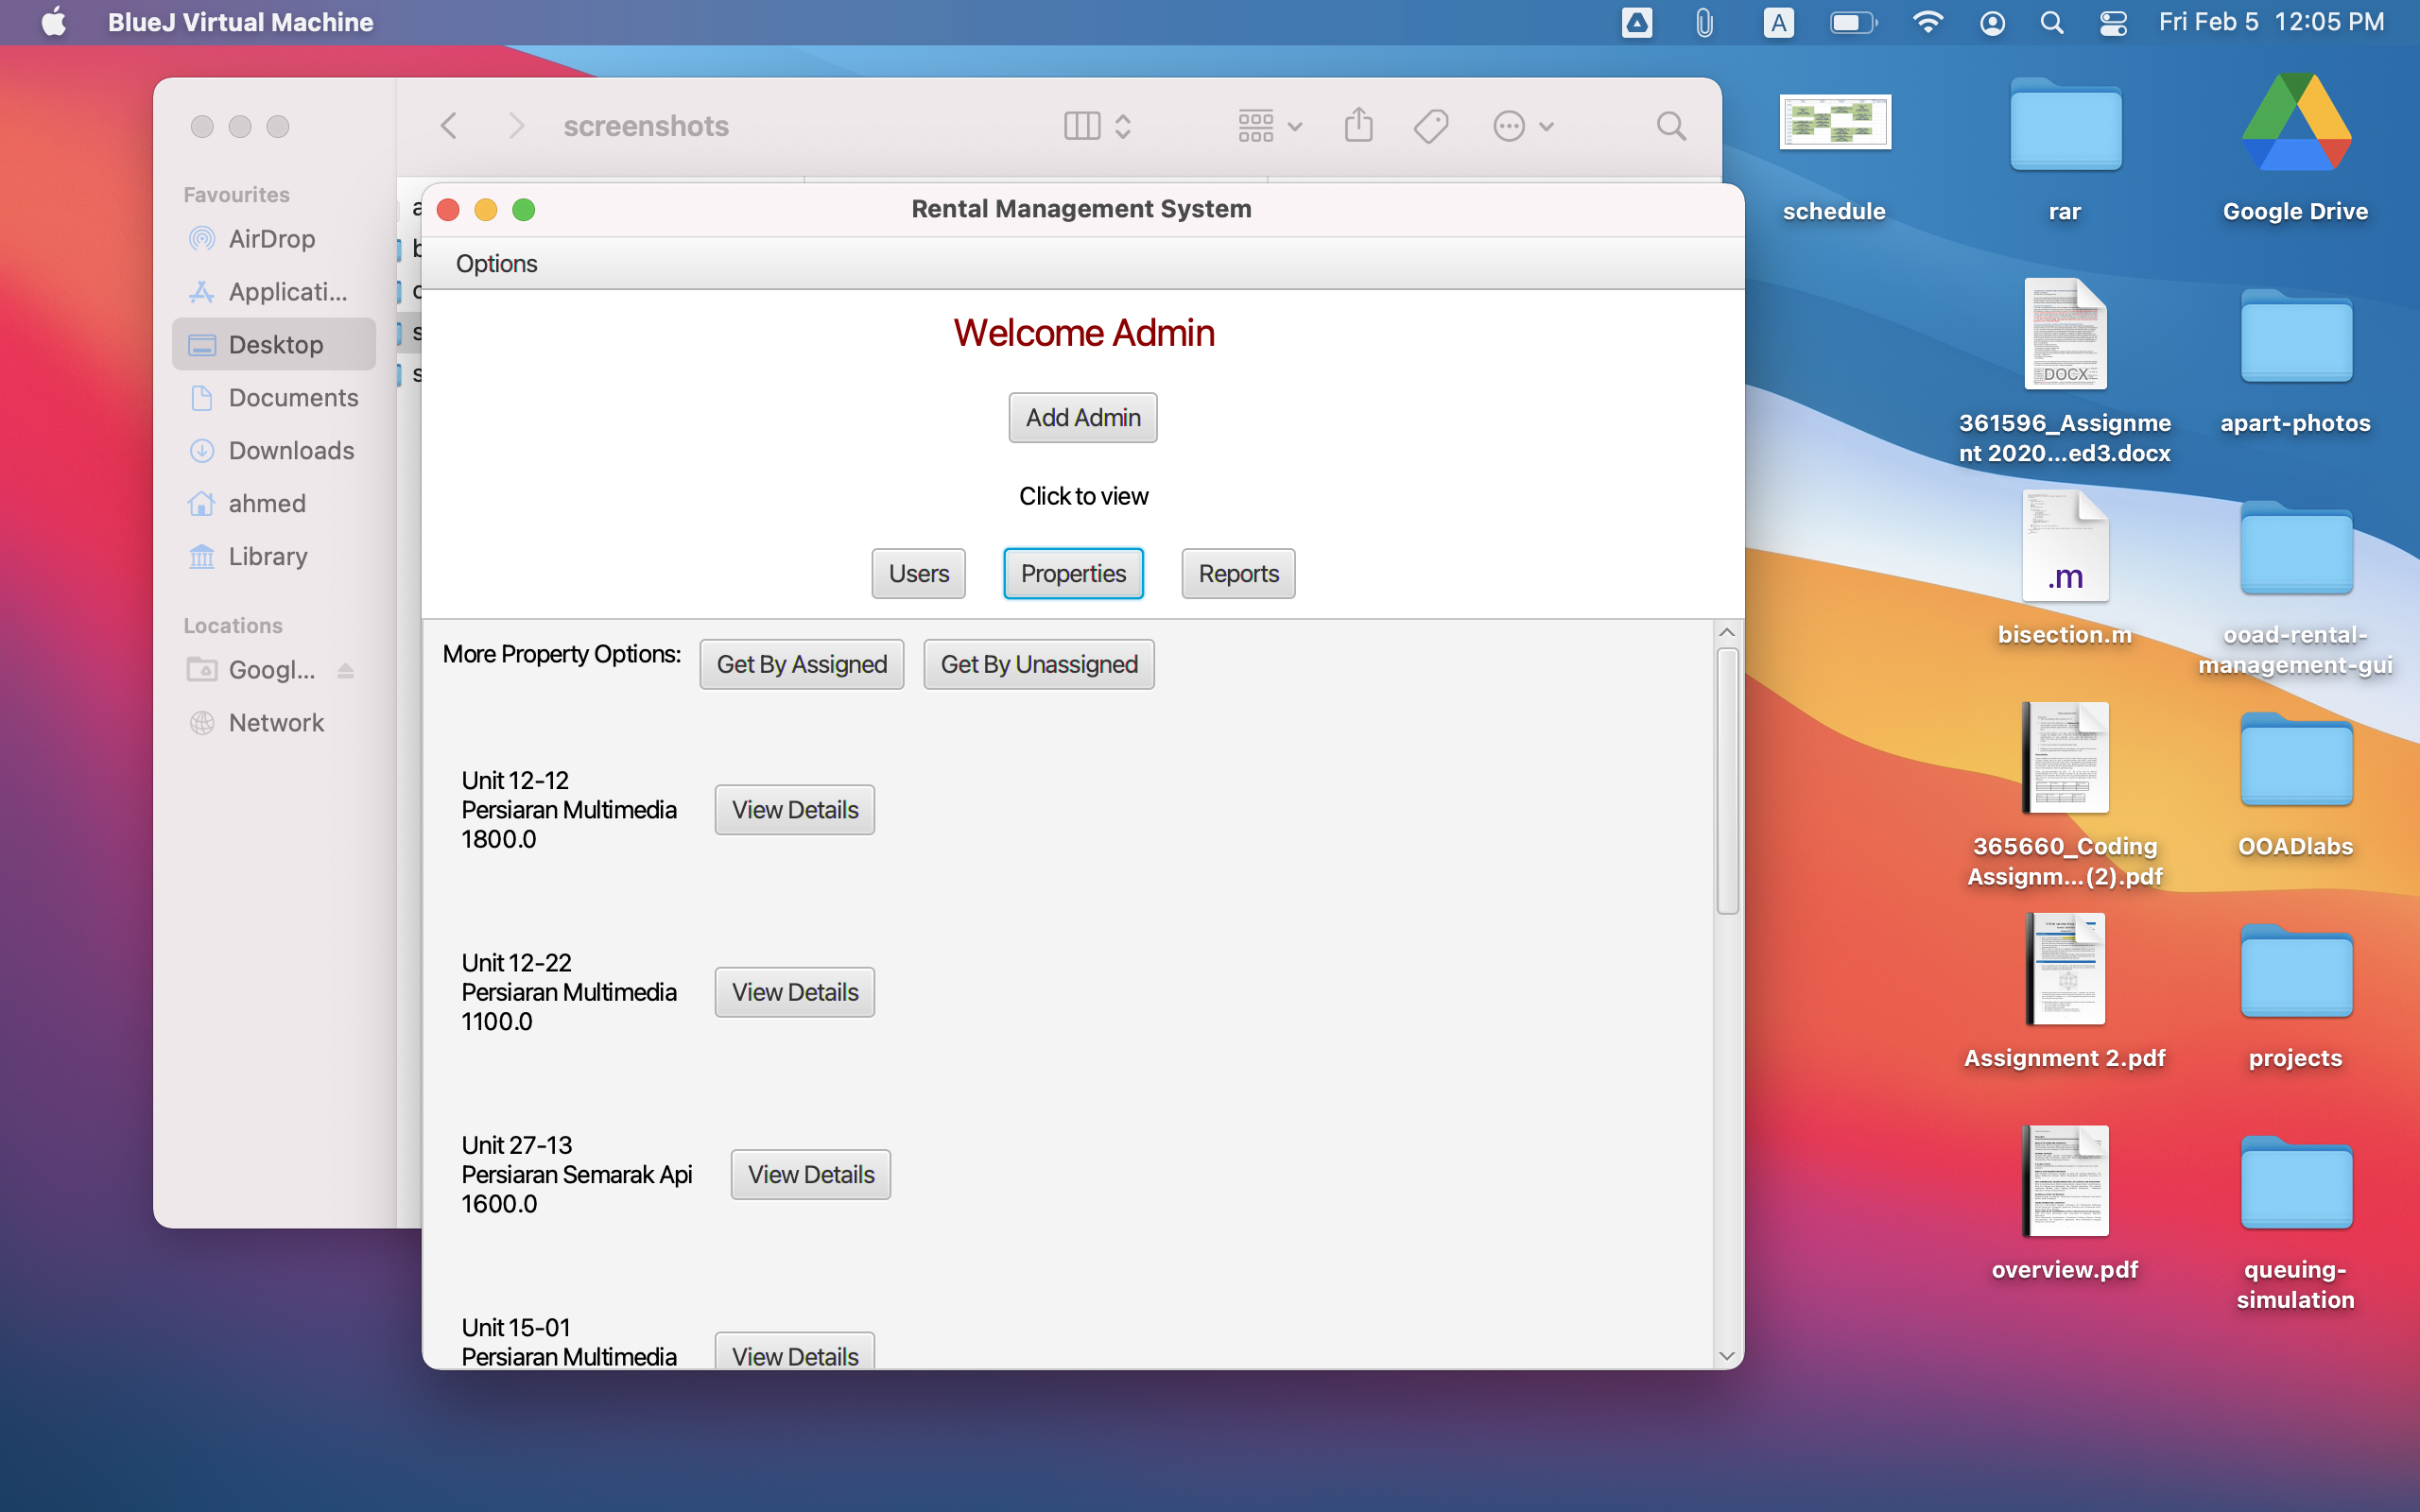 BlueJ Virtual Machine
A
Fri Feb 5 12:05 PM
screenshots
Favourites
AirDrop
Applicati...
Desktop
Documents
Downloads
ahmed
Library
Locations
Googl...
Network
Rental Management System
Options
Welcome Admin
Add Admin
Click to view
Users
Properties
Reports
More Property Options:
Get By Assigned
Get By Unassigned
Unit 12-12
Persiaran Multimedia
1800.0
View Details
Unit 12-22
Persiaran Multimedia
1100.0
View Details
Unit 27-13
Persiaran Semarak Api
1600.0
View Details
Unit 15-01
Persiaran Multimedia
View Details
schedule
rar
Google Drive
DOCX
361596_Assignme
nt 2020...ed3.docx
apart-photos
.m
bisection.m
ooad-rental-
management-gui
365660_Coding
Assignm...(2).pdf
OOADlabs
Assignment 2.pdf
projects
overview.pdf
queuing-
simulation